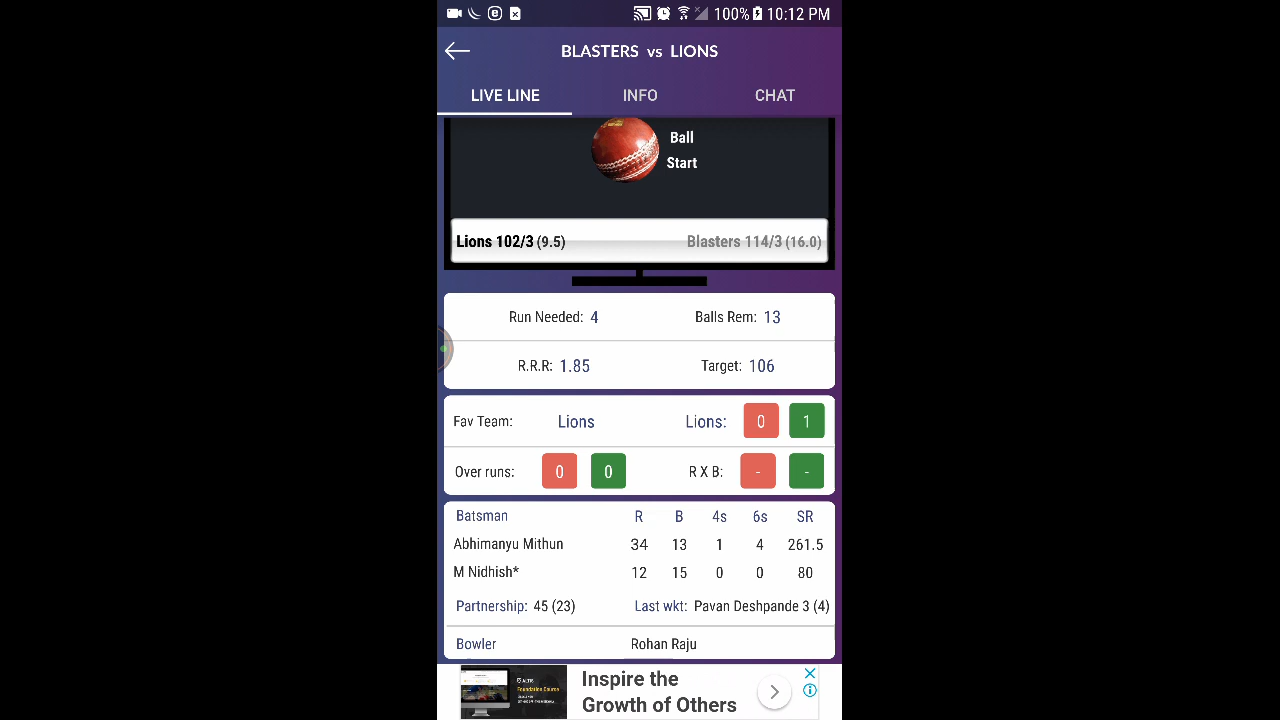 100% 10:12 PM
BLASTERS vs LIONS
LIVE LINE INFO CHAT
Ball
Start
Lions 102/3 (9.5) Blasters 114/3 (16.0)
Run Needed: 4 Balls Rem: 13
R.R.R: 1.85 Target: 106
Fav Team: Lions Lions: 0 1
Over runs: 0 0 R X B: - -
Batsman R B 4s 6s SR
Abhimanyu Mithun 34 13 1 4 261.5
M Nidhish* 12 15 0 0 80
Partnership: 45 (23) Last wkt: Pavan Deshpande 3 (4)
Bowler Rohan Raju
Inspire the
Growth of Others